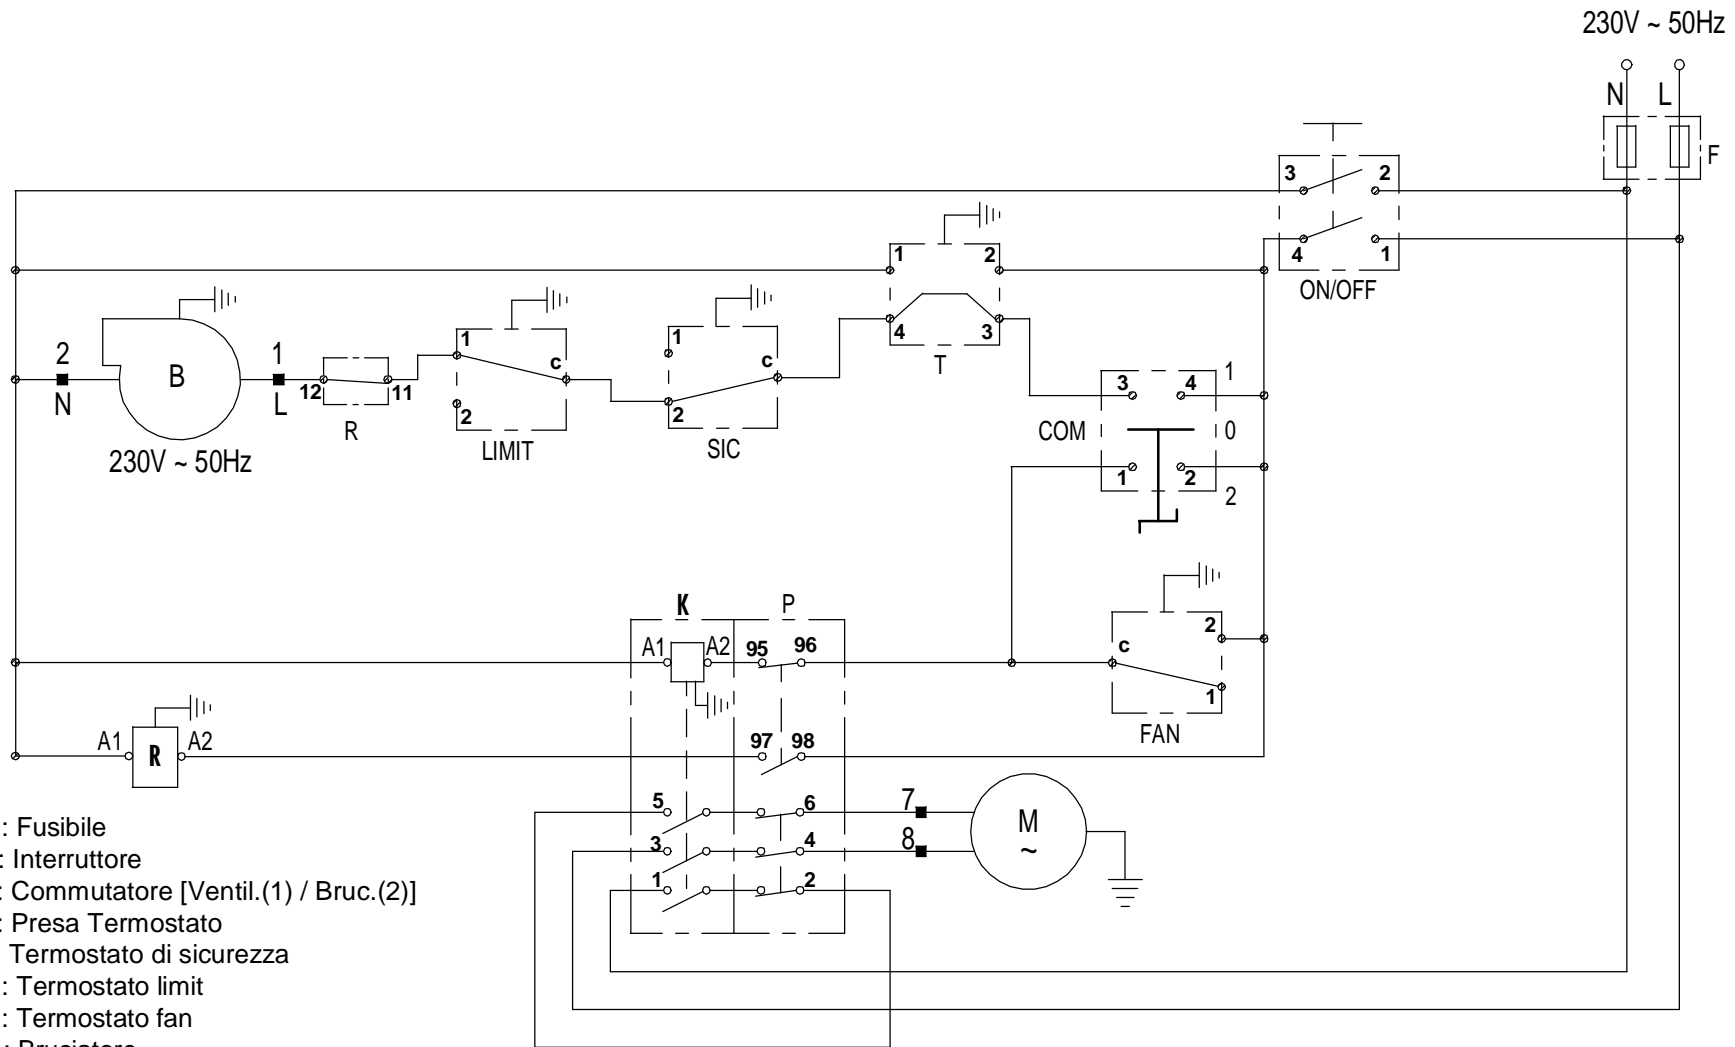 230V ~ 50Hz
N L
F
3 2
4 1
ON/OFF
1 2
4 3
T
2
N
B
1
L
230V ~ 50Hz
12 11
R
1
c
2
LIMIT
1
c
2
SIC
COM
3 4
1 2
1
0
2
K P
A1 A2 95 96
c
2
1
FAN
A1 R A2
97 98
5 6 7
3 4 8
1 2
M
~
: Fusibile
: Interruttore
: Commutatore [Ventil.(1) / Bruc.(2)]
: Presa Termostato
Termostato di sicurezza
: Termostato limit
: Termostato fan
: Bruciatore